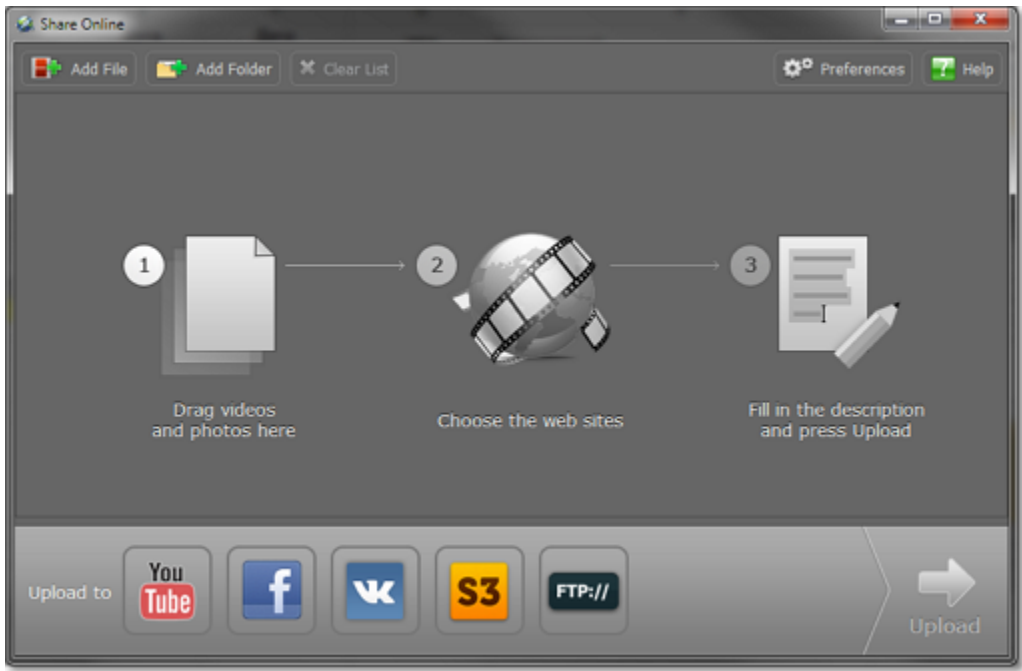 Share Online
Add File
Add Folder
Clear List
Preferences
? Help
1
2
3
Drag videos
and photos here
Choose the web sites
Fill in the description
and press Upload
Upload to
You
Tube
f
VK
S3
FTP://
Upload